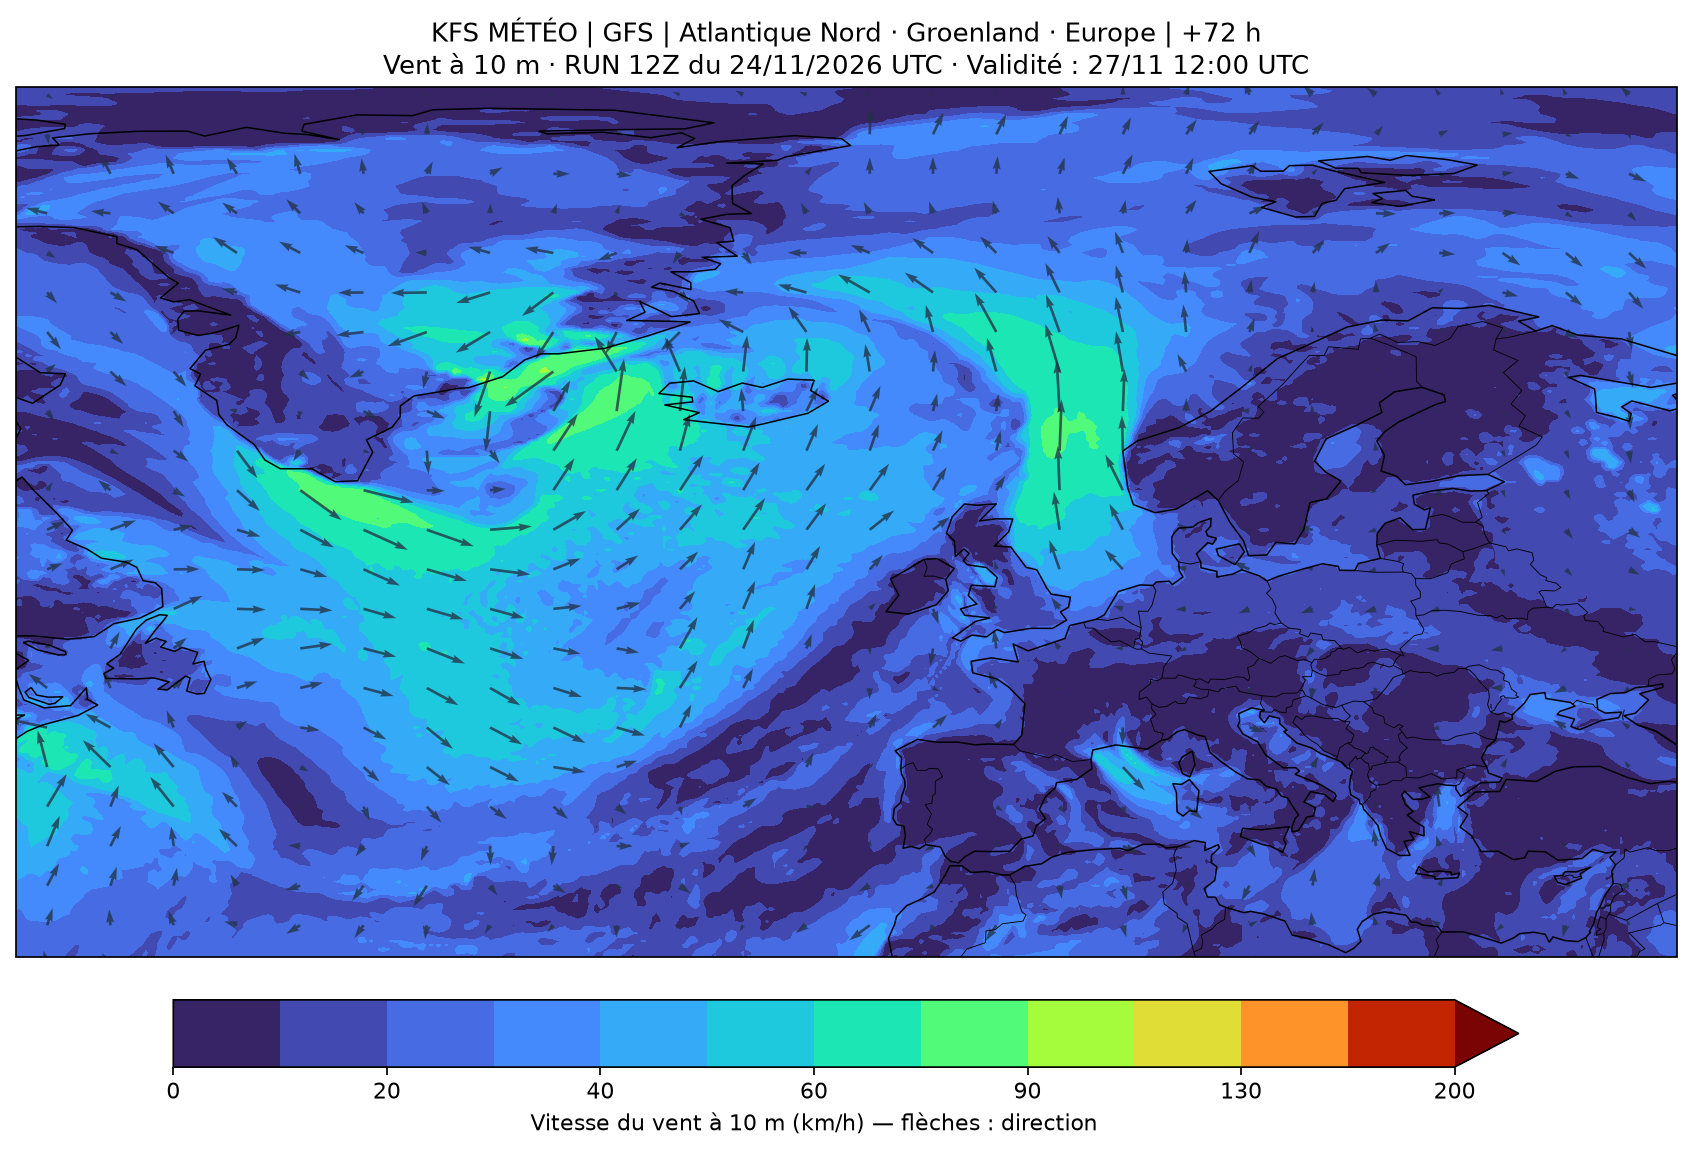 KFS MÉTÉO | GFS | Atlantique Nord · Groenland · Europe | +72 h
Vent à 10 m · RUN 12Z du 24/11/2026 UTC · Validité : 27/11 12:00 UTC
0 20 40 60 90 130 200
Vitesse du vent à 10 m (km/h) — flèches : direction